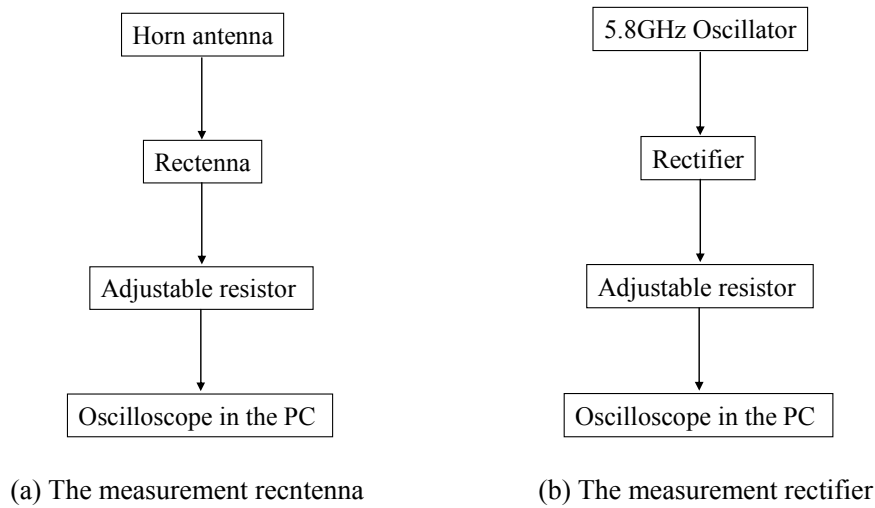 Horn antenna
Rectenna
Adjustable resistor
Oscilloscope in the PC
(a) The measurement recntenna
5.8GHz Oscillator
Rectifier
Adjustable resistor
Oscilloscope in the PC
(b) The measurement rectifier